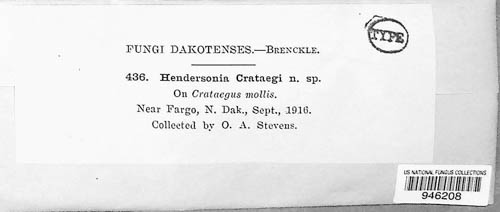 TYPE
FUNGI DAKOTENSES.—BRENCKLE.
436. Hendersonia Crataegi n. sp.
On Crataegus mollis.
Near Fargo, N. Dak., Sept., 1916.
Collected by O. A. Stevens.
US NATIONAL FUNGUS COLLECTIONS
946208